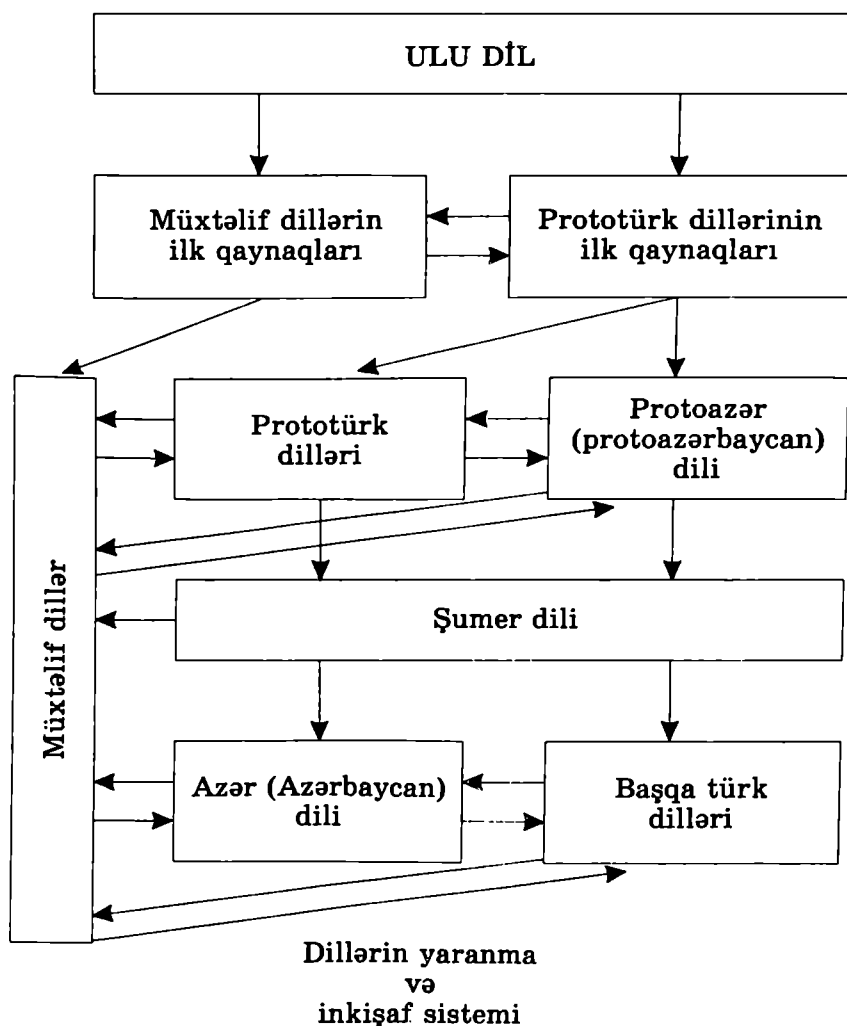 ULU DİL
Müxtəlif dillərin
ilk qaynaqları
Prototürk dillərinin
ilk qaynaqları
Prototürk
dilləri
Protoazər
(protoazərbaycan)
dili
Müxtəlif dillər
Şumer dili
Azər (Azərbaycan)
dili
Başqa türk
dilləri
Dillərin yaranma
və
inkişaf sistemi